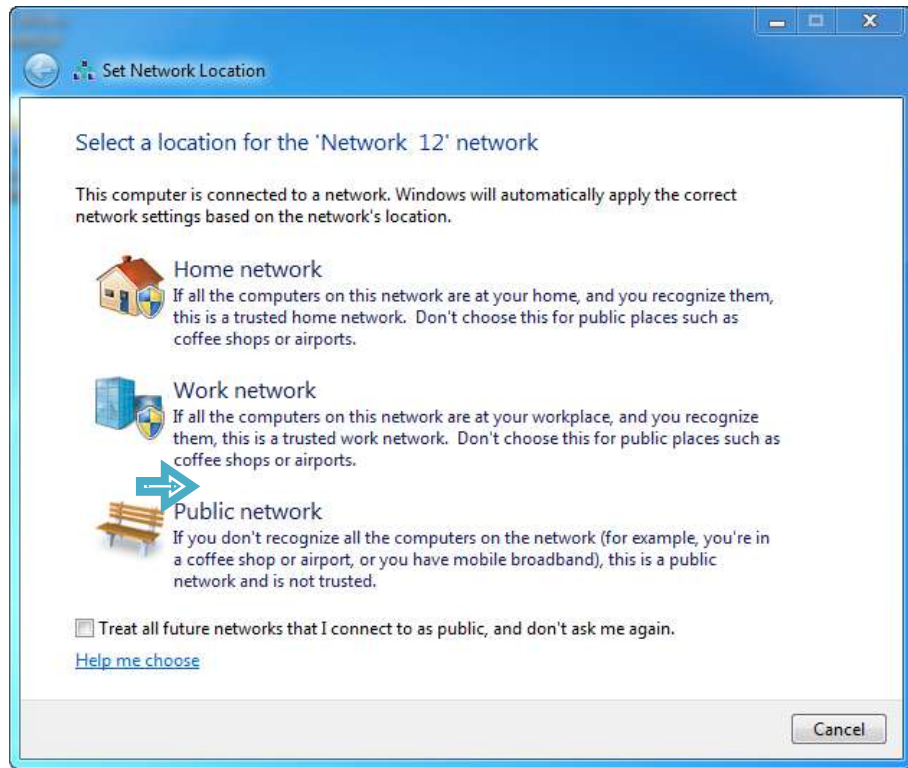 Set Network Location
Select a location for the 'Network 12' network
This computer is connected to a network. Windows will automatically apply the correct
network settings based on the network's location.
Home network
If all the computers on this network are at your home, and you recognize them,
this is a trusted home network. Don't choose this for public places such as
coffee shops or airports.
Work network
If all the computers on this network are at your workplace, and you recognize
them, this is a trusted work network. Don't choose this for public places such as
coffee shops or airports.
Public network
If you don't recognize all the computers on the network (for example, you're in
a coffee shop or airport, or you have mobile broadband), this is a public
network and is not trusted.
Treat all future networks that I connect to as public, and don't ask me again.
Help me choose
Cancel